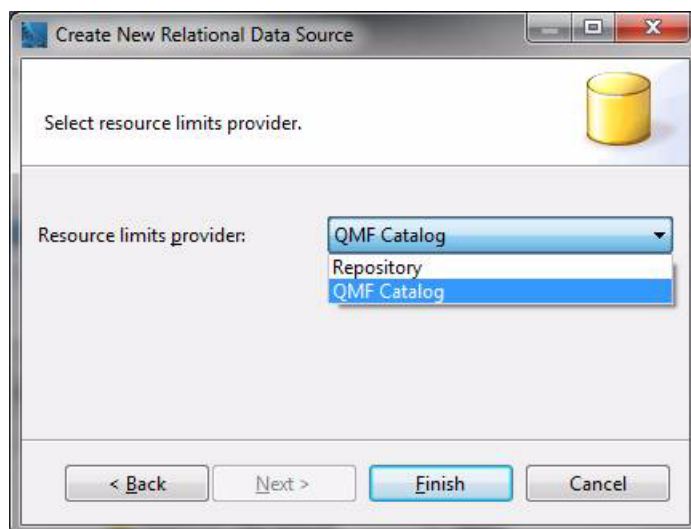 Create New Relational Data Source
Select resource limits provider.
Resource limits provider: QMF Catalog
Repository
QMF Catalog
< Back Next > Finish Cancel